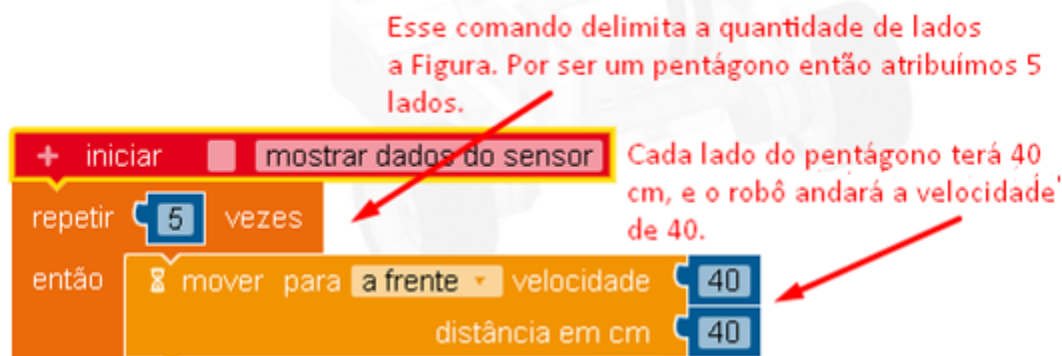 Esse comando delimita a quantidade de lados
a Figura. Por ser um pentágono então atribuímos 5
lados.
+ iniciar mostrar dados do sensor
Cada lado do pentágono terá 40
cm, e o robô andará a velocidade
de 40.
repetir 5 vezes
então mover para a frente velocidade 40
distância em cm 40